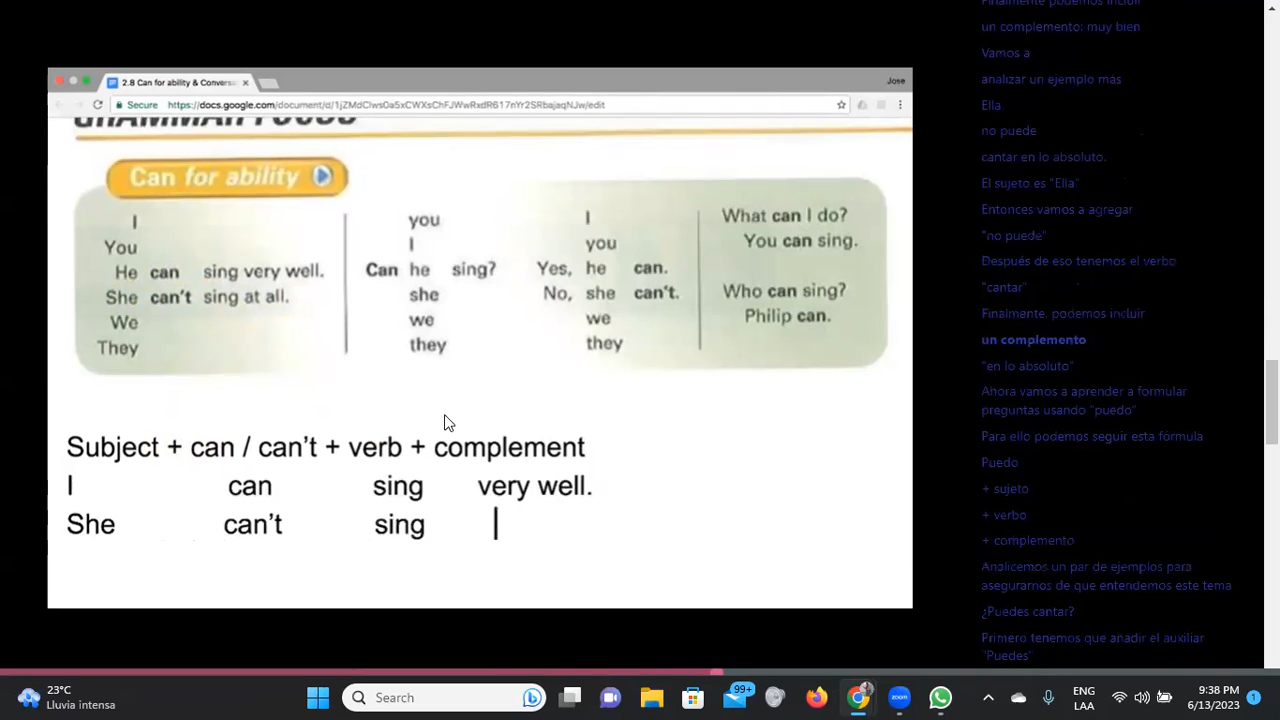 2.8 Can for ability & Convers
Jose
Secure https://docs.google.com/document/d/1jZMdClws0a5xCWXsChFJWwRxdR617nYr2SRbajaqNJw/edit
GRAMMAR FOCUS
Can for ability
I
You
He can sing very well.
She can't sing at all.
We
They
you
I
Can he sing?
she
we
they
I
you
Yes, he can.
No, she can't.
we
they
What can I do?
You can sing.
Who can sing?
Philip can.
Subject + can / can't + verb + complement
I can sing very well.
She can't sing
Finalmente podemos incluir
un complemento: muy bien
Vamos a
analizar un ejemplo más
Ella
no puede
cantar en lo absoluto.
El sujeto es "Ella"
Entonces vamos a agregar
"no puede"
Después de eso tenemos el verbo
"cantar"
Finalmente. podemos incluir
un complemento
"en lo absoluto"
Ahora vamos a aprender a formular
preguntas usando "puedo"
Para ello podemos seguir esta fórmula
Puedo
+ sujeto
+ verbo
+ complemento
Analicemos un par de ejemplos para
asegurarnos de que entendemos este tema
¿Puedes cantar?
Primero tenemos que añadir el auxiliar
"Puedes"
23°C
Lluvia intensa
Search
99+
zoom
ENG
LAA
9:38 PM
6/13/2023
1